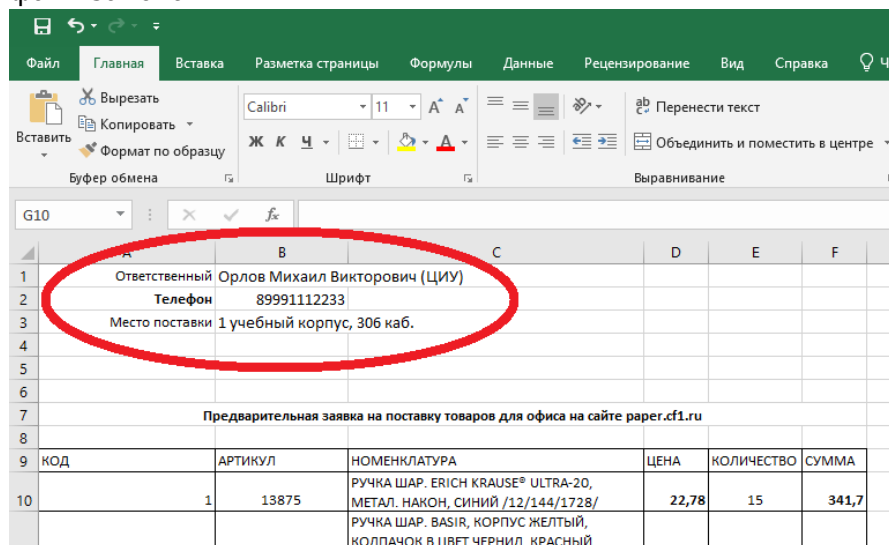 Файл Главная Вставка Разметка страницы Формулы Данные Рецензирование Вид Справка
Вырезать
Копировать
Формат по образцу
Вставить
Буфер обмена
Calibri 11 A A
Ж К Ч A
Шрифт
ab Перенести текст
Объединить и поместить в центре
Выравнивание
G10 fx
A B C D E F
1 Ответственный Орлов Михаил Викторович (ЦИУ)
2 Телефон 89991112233
3 Место поставки 1 учебный корпус, 306 каб.
4
5
6
7 Предварительная заявка на поставку товаров для офиса на сайте paper.cf1.ru
8
9 КОД АРТИКУЛ НОМЕНКЛАТУРА ЦЕНА КОЛИЧЕСТВО СУММА
РУЧКА ШАР. ERICH KRAUSE® ULTRA-20,
10 1 13875 МЕТАЛ. НАКОН, СИНИЙ /12/144/1728/ 22,78 15 341,7
РУЧКА ШАР. BASIR, КОРПУС ЖЕЛТЫЙ,
КОЛПАЧОК В ЦВЕТ ЧЕРНИЛ, КРАСНЫЙ